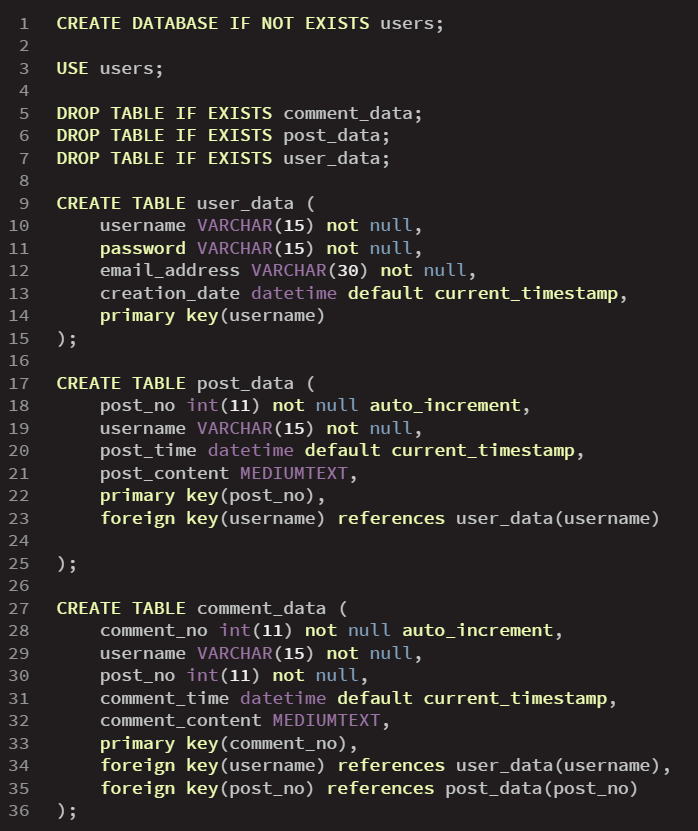 1 CREATE DATABASE IF NOT EXISTS users;
2
3 USE users;
4
5 DROP TABLE IF EXISTS comment_data;
6 DROP TABLE IF EXISTS post_data;
7 DROP TABLE IF EXISTS user_data;
8
9 CREATE TABLE user_data (
10     username VARCHAR(15) not null,
11     password VARCHAR(15) not null,
12     email_address VARCHAR(30) not null,
13     creation_date datetime default current_timestamp,
14     primary key(username)
15 );
16
17 CREATE TABLE post_data (
18     post_no int(11) not null auto_increment,
19     username VARCHAR(15) not null,
20     post_time datetime default current_timestamp,
21     post_content MEDIUMTEXT,
22     primary key(post_no),
23     foreign key(username) references user_data(username)
24
25 );
26
27 CREATE TABLE comment_data (
28     comment_no int(11) not null auto_increment,
29     username VARCHAR(15) not null,
30     post_no int(11) not null,
31     comment_time datetime default current_timestamp,
32     comment_content MEDIUMTEXT,
33     primary key(comment_no),
34     foreign key(username) references user_data(username),
35     foreign key(post_no) references post_data(post_no)
36 );